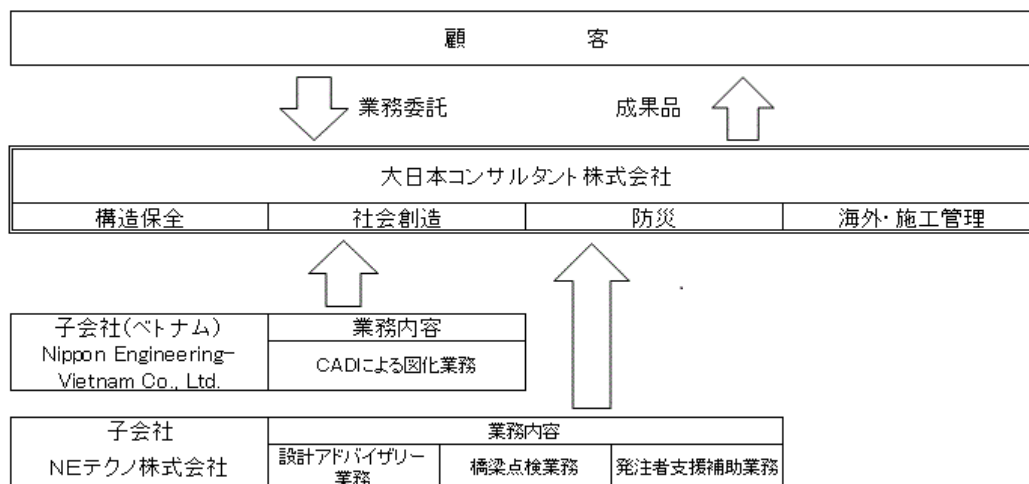 顧　　　　　　客
業務委託　　　　　　成果品
大日本コンサルタント株式会社
構造保全　社会創造　防災　海外・施工管理
子会社(ベトナム)
Nippon Engineering-
Vietnam Co., Ltd.
業務内容
CADによる図化業務
子会社
NEテクノ株式会社
業務内容
設計アドバイザリー
業務
橋梁点検業務
発注者支援補助業務